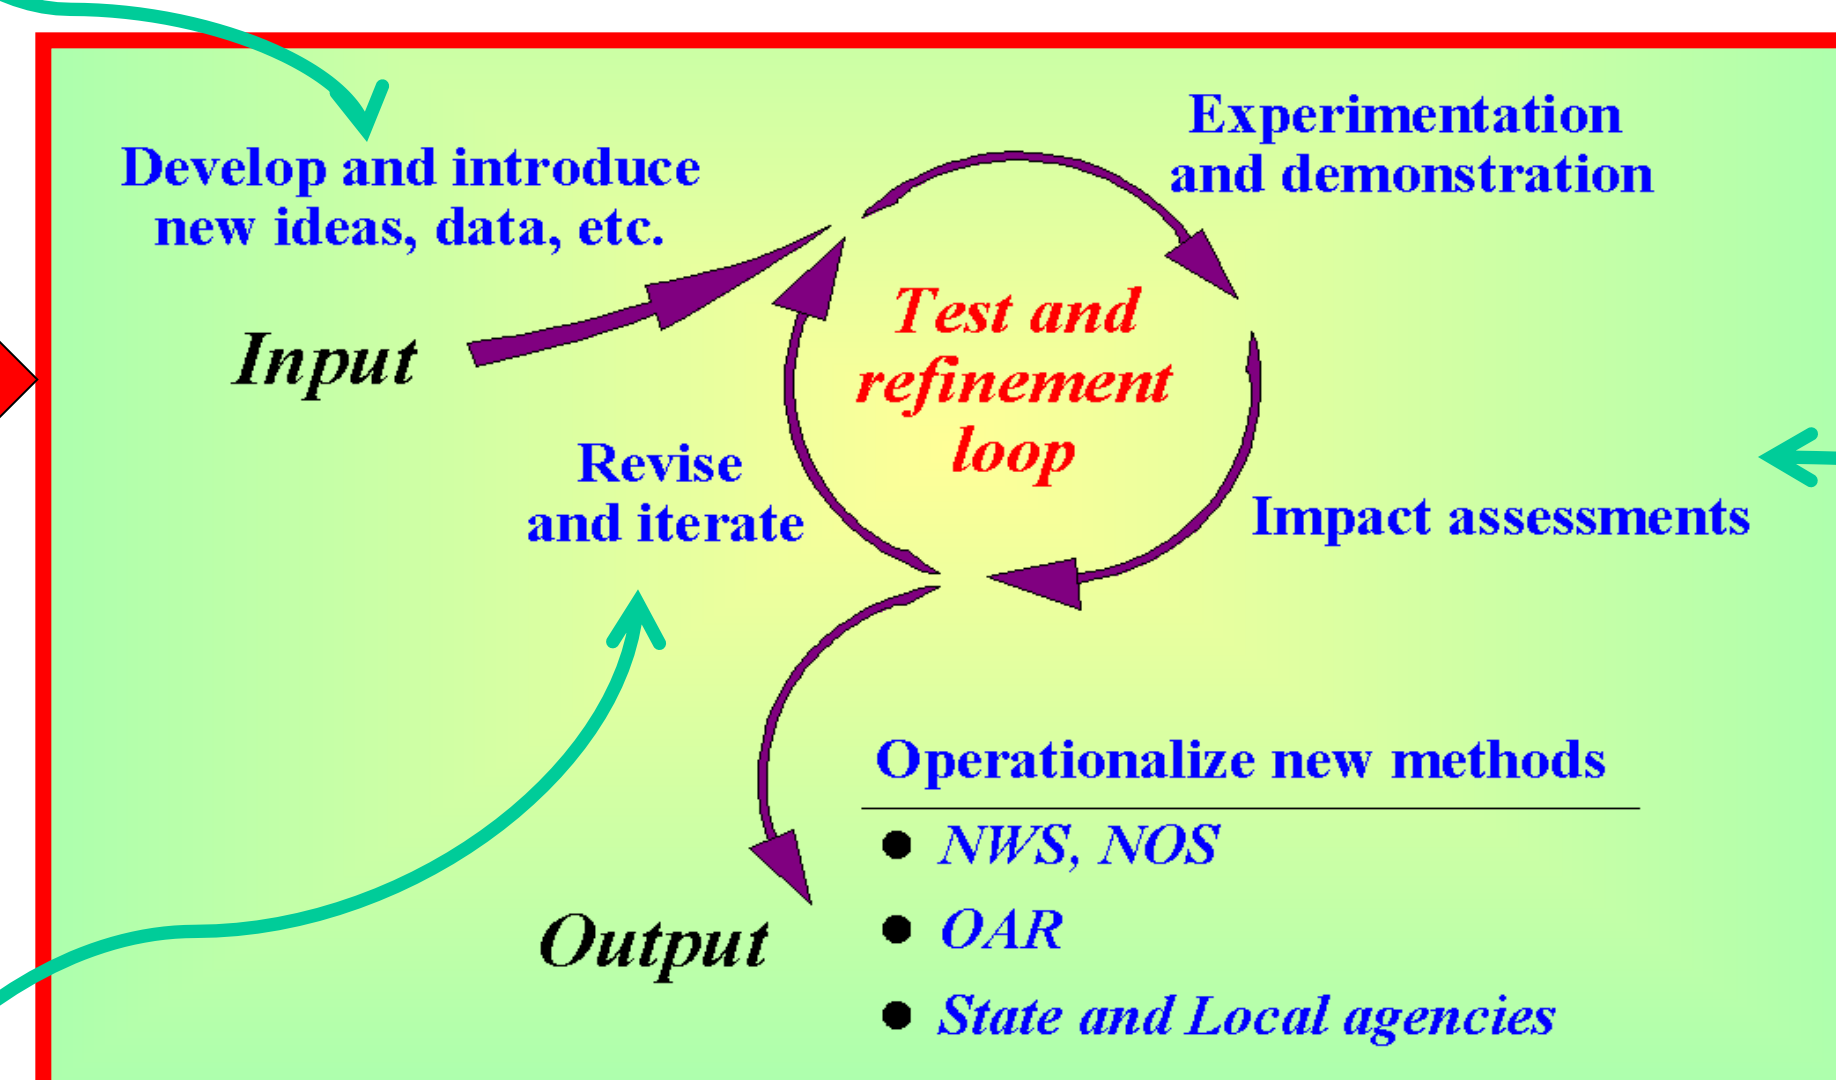 Develop and introduce
new ideas, data, etc.
Experimentation
and demonstration
Input
Test and
refinement
loop
Revise
and iterate
Impact assessments
Operationalize new methods
NWS, NOS
OAR
State and Local agencies
Output